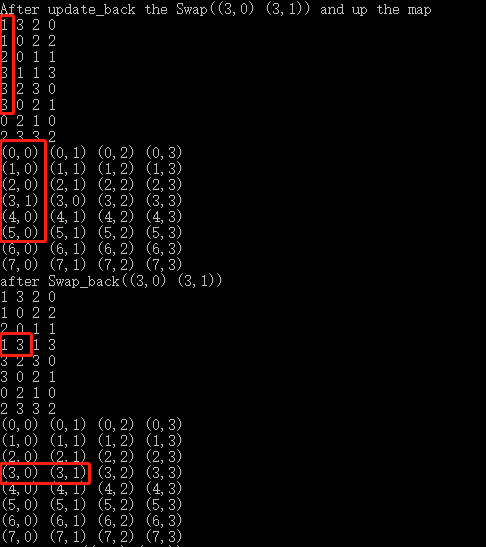 After update_back the Swap((3,0) (3,1)) and up the map
1 3 2 0
1 0 2 2
2 0 1 1
3 1 1 3
3 2 3 0
3 0 2 1
0 2 1 0
2 3 3 2
(0,0) (0,1) (0,2) (0,3)
(1,0) (1,1) (1,2) (1,3)
(2,0) (2,1) (2,2) (2,3)
(3,1) (3,0) (3,2) (3,3)
(4,0) (4,1) (4,2) (4,3)
(5,0) (5,1) (5,2) (5,3)
(6,0) (6,1) (6,2) (6,3)
(7,0) (7,1) (7,2) (7,3)
after Swap_back((3,0) (3,1))
1 3 2 0
1 0 2 2
2 0 1 1
1 3 1 3
3 2 3 0
3 0 2 1
0 2 1 0
2 3 3 2
(0,0) (0,1) (0,2) (0,3)
(1,0) (1,1) (1,2) (1,3)
(2,0) (2,1) (2,2) (2,3)
(3,0) (3,1) (3,2) (3,3)
(4,0) (4,1) (4,2) (4,3)
(5,0) (5,1) (5,2) (5,3)
(6,0) (6,1) (6,2) (6,3)
(7,0) (7,1) (7,2) (7,3)